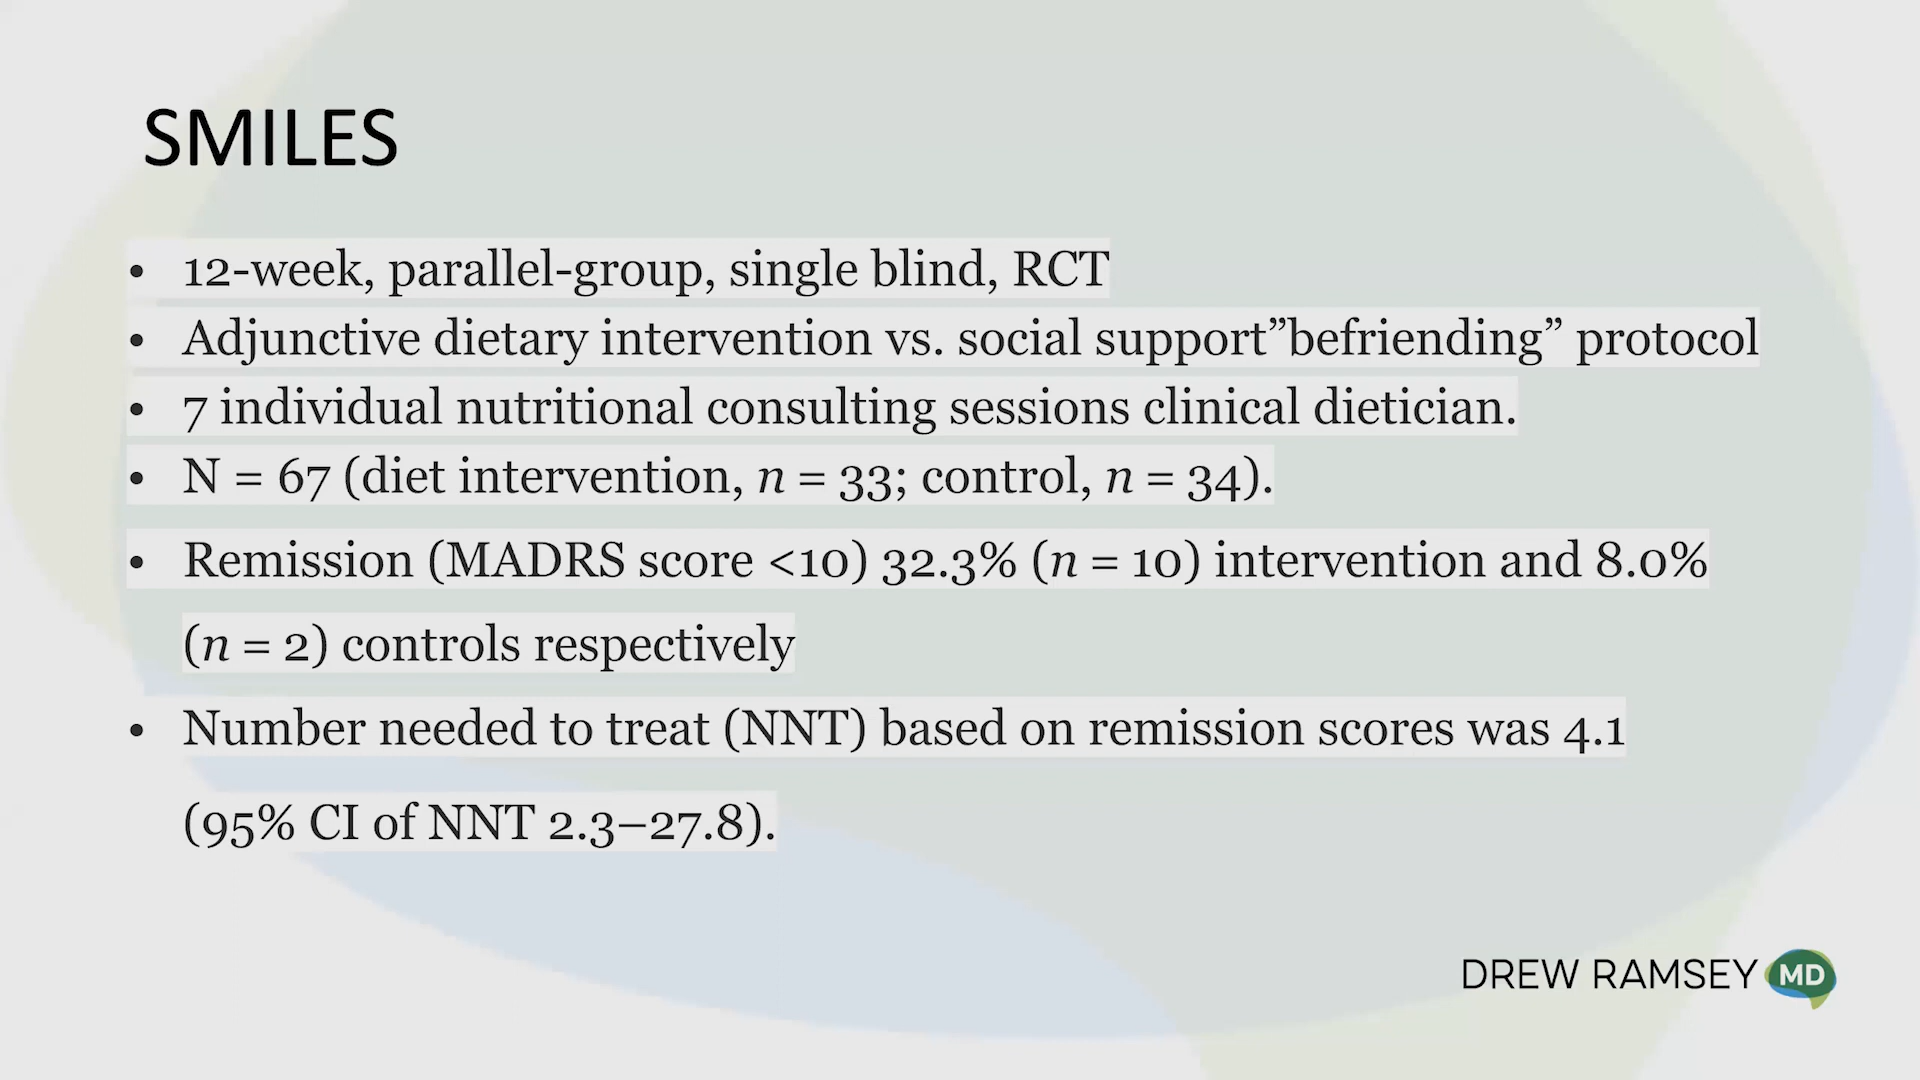 SMILES
• 12-week, parallel-group, single blind, RCT
• Adjunctive dietary intervention vs. social support”befriending” protocol
• 7 individual nutritional consulting sessions clinical dietician.
• N = 67 (diet intervention, n = 33; control, n = 34).
• Remission (MADRS score <10) 32.3% (n = 10) intervention and 8.0%
(n = 2) controls respectively
• Number needed to treat (NNT) based on remission scores was 4.1
(95% CI of NNT 2.3–27.8).
DREW RAMSEY MD